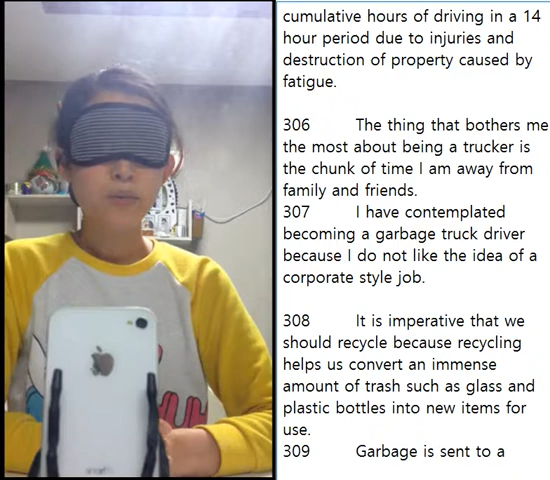 cumulative hours of driving in a 14
hour period due to injuries and
destruction of property caused by
fatigue.
306 The thing that bothers me
the most about being a trucker is
the chunk of time I am away from
family and friends.
307 I have contemplated
becoming a garbage truck driver
because I do not like the idea of a
corporate style job.
308 It is imperative that we
should recycle because recycling
helps us convert an immense
amount of trash such as glass and
plastic bottles into new items for
use.
309 Garbage is sent to a